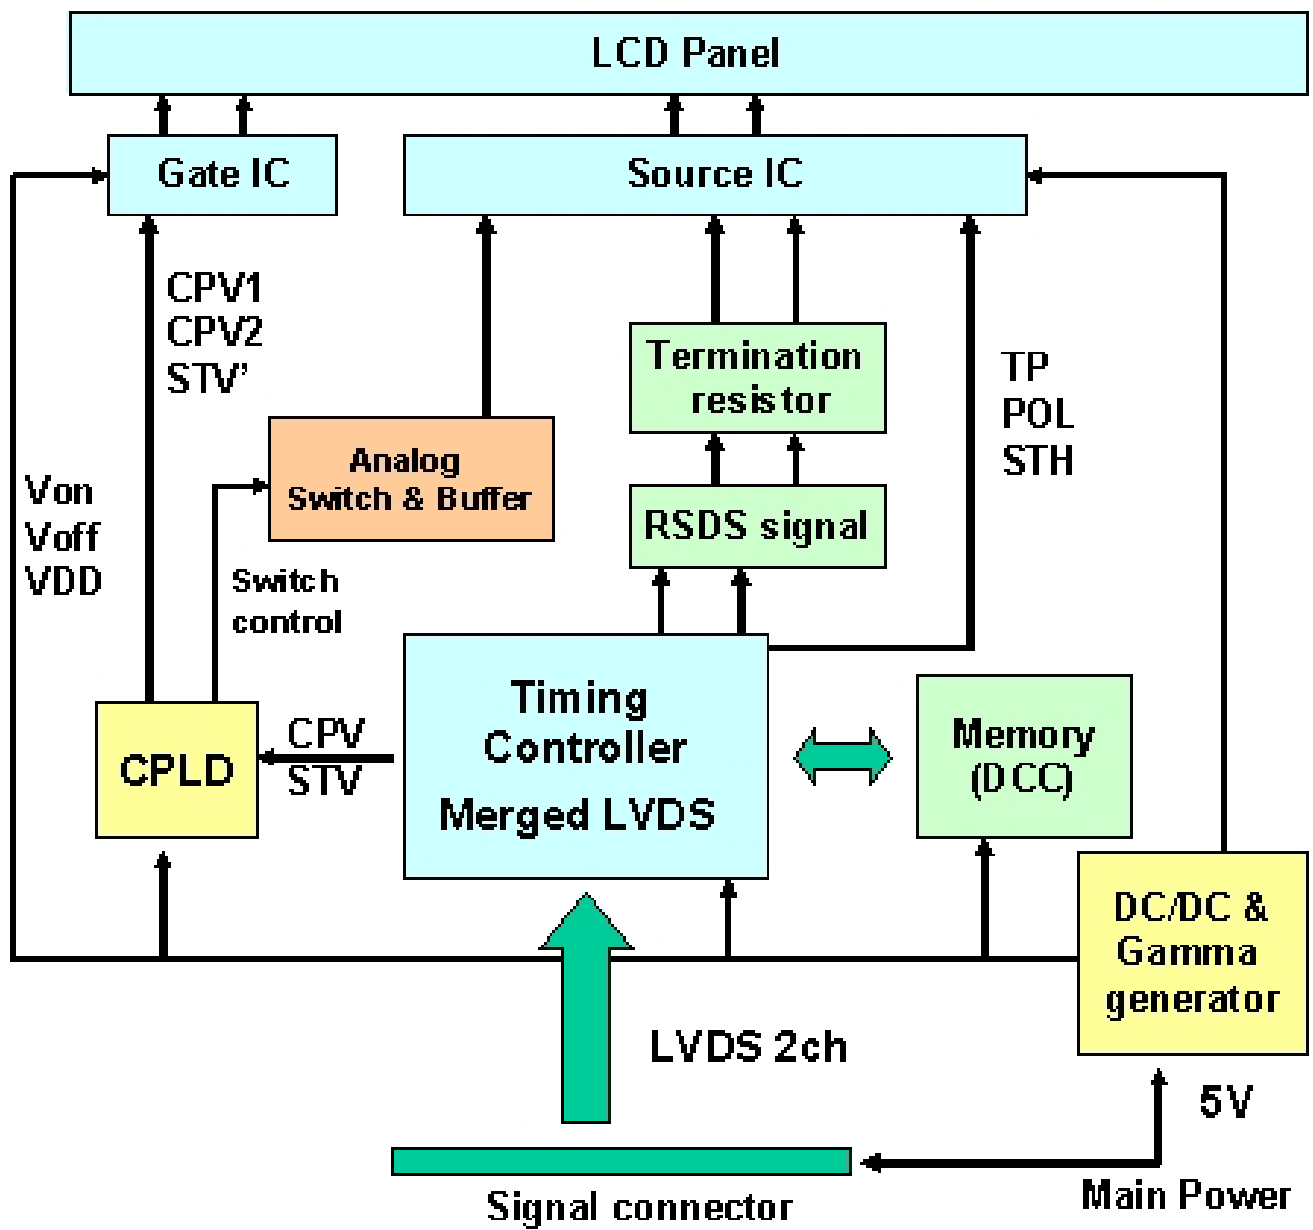 LCD Panel
Gate IC
Source IC
CPV1
CPV2
STV’
Termination
resistor
TP
POL
STH
Analog
Switch & Buffer
Von
Voff
VDD
RSDS signal
Switch
control
Timing
Controller
Merged LVDS
CPV
STV
CPLD
Memory
(DCC)
DC/DC &
Gamma
generator
LVDS 2ch
5V
Main Power
Signal connector